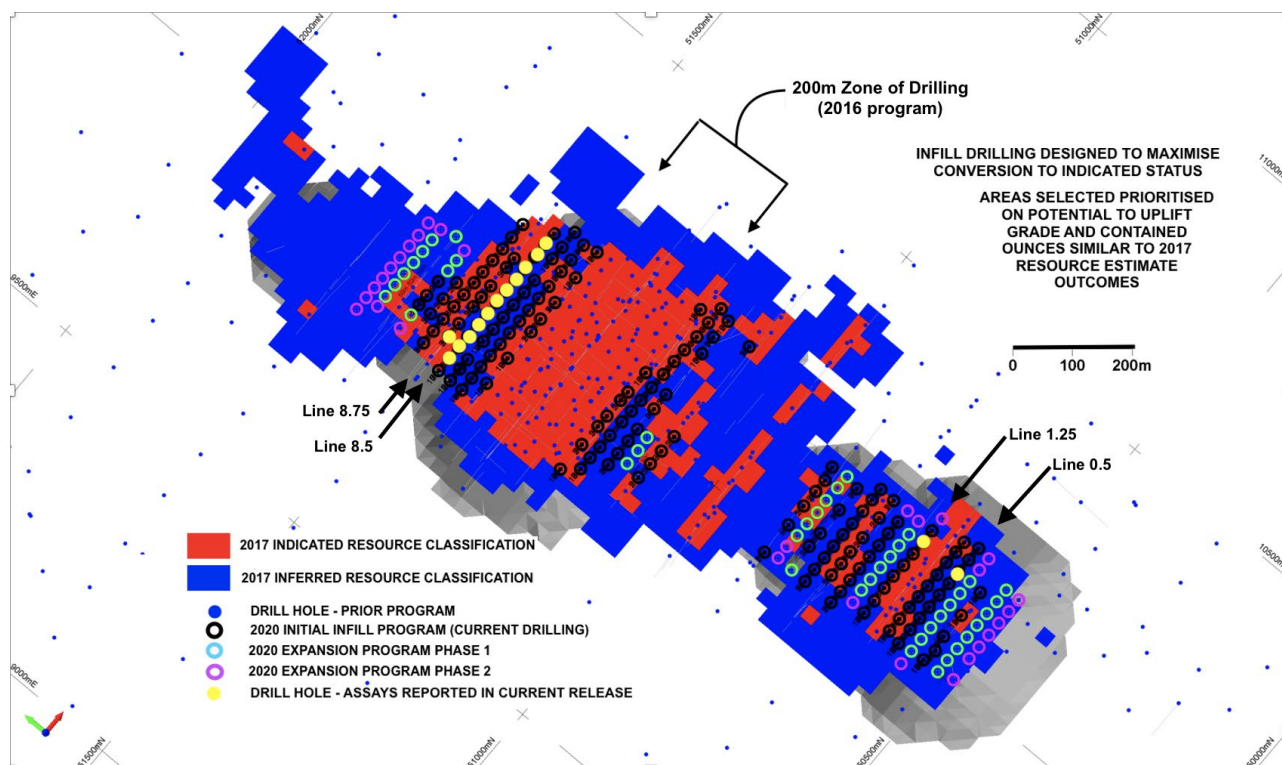 52000mN
51500mN
51000mN
200m Zone of Drilling
(2016 program)
INFILL DRILLING DESIGNED TO MAXIMISE
CONVERSION TO INDICATED STATUS
11000mE
AREAS SELECTED PRIORITISED
ON POTENTIAL TO UPLIFT
GRADE AND CONTAINED
OUNCES SIMILAR TO 2017
RESOURCE ESTIMATE
OUTCOMES
9500mE
0 100 200m
Line 8.75
Line 8.5
Line 1.25
Line 0.5
2017 INDICATED RESOURCE CLASSIFICATION
2017 INFERRED RESOURCE CLASSIFICATION
DRILL HOLE - PRIOR PROGRAM
2020 INITIAL INFILL PROGRAM (CURRENT DRILLING)
2020 EXPANSION PROGRAM PHASE 1
2020 EXPANSION PROGRAM PHASE 2
DRILL HOLE - ASSAYS REPORTED IN CURRENT RELEASE
10500mE
9000mE
51500mN
51000mN
50500mN
50000mN